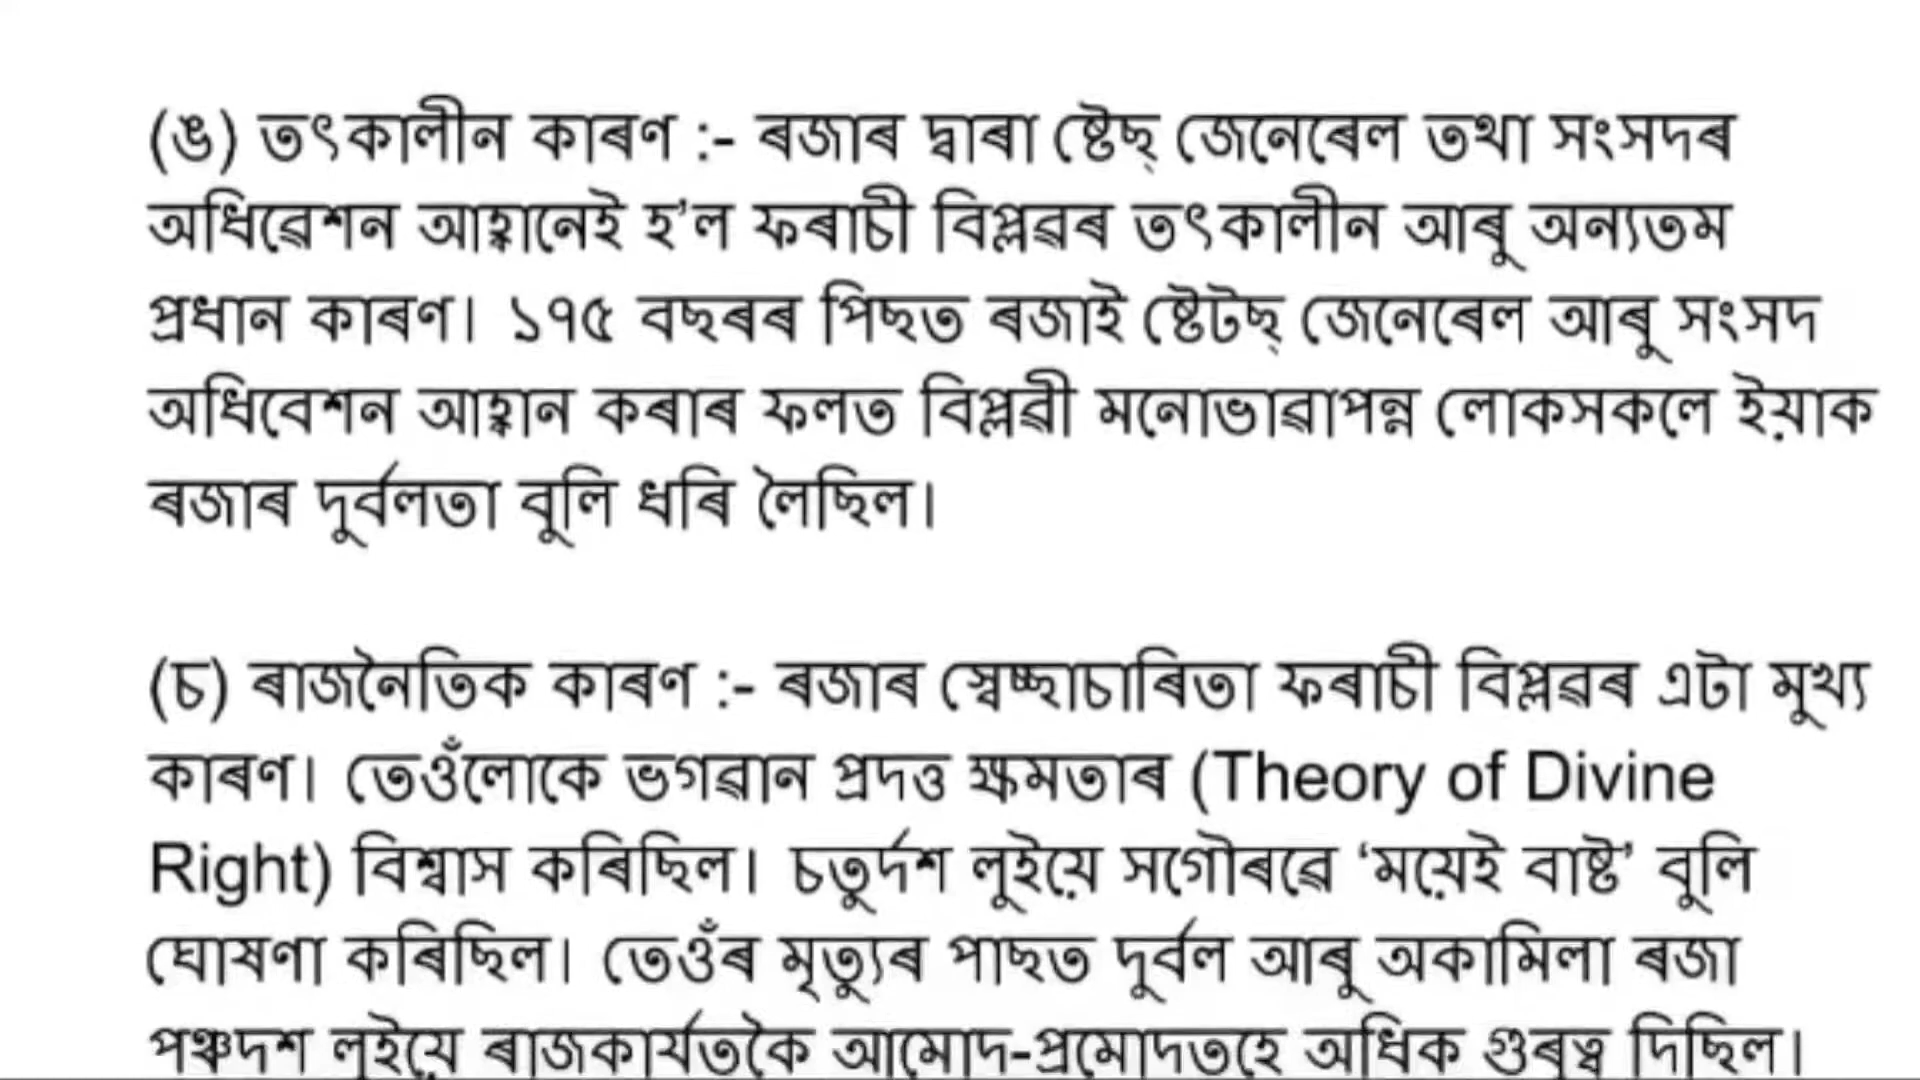 (ঙ) তৎকালীন কাৰণ :- ৰজাৰ দ্বাৰা ষ্টেছ্ জেনেৰেল তথা সংসদৰ
অধিৱেশন আহ্বানেই হ’ল ফৰাচী বিপ্লৱৰ তৎকালীন আৰু অন্যতম
প্ৰধান কাৰণ। ১৭৫ বছৰৰ পিছত ৰজাই ষ্টেটছ্ জেনেৰেল আৰু সংসদ
অধিবেশন আহ্বান কৰাৰ ফলত বিপ্লৱী মনোভাৱাপন্ন লোকসকলে ইয়াক
ৰজাৰ দুৰ্বলতা বুলি ধৰি লৈছিল।
(চ) ৰাজনৈতিক কাৰণ :- ৰজাৰ স্বেচ্ছাচাৰিতা ফৰাচী বিপ্লৱৰ এটা মুখ্য
কাৰণ। তেওঁলোকে ভগৱান প্ৰদত্ত ক্ষমতাৰ (Theory of Divine
Right) বিশ্বাস কৰিছিল। চতুৰ্দশ লুইয়ে সগৌৰৱে ‘ময়েই বাষ্ট’ বুলি
ঘোষণা কৰিছিল। তেওঁৰ মৃত্যুৰ পাছত দুৰ্বল আৰু অকামিলা ৰজা
পঞ্চদশ লুইয়ে ৰাজকাৰ্যতকৈ আমোদ-প্ৰমোদতহে অধিক গুৰুত্ব দিছিল।